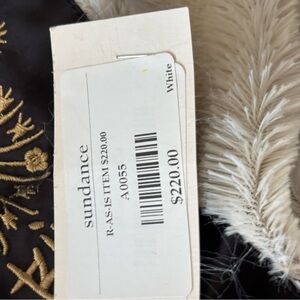 sundance
R-AS-IS ITEM $220.00
A0055
White
$220.00